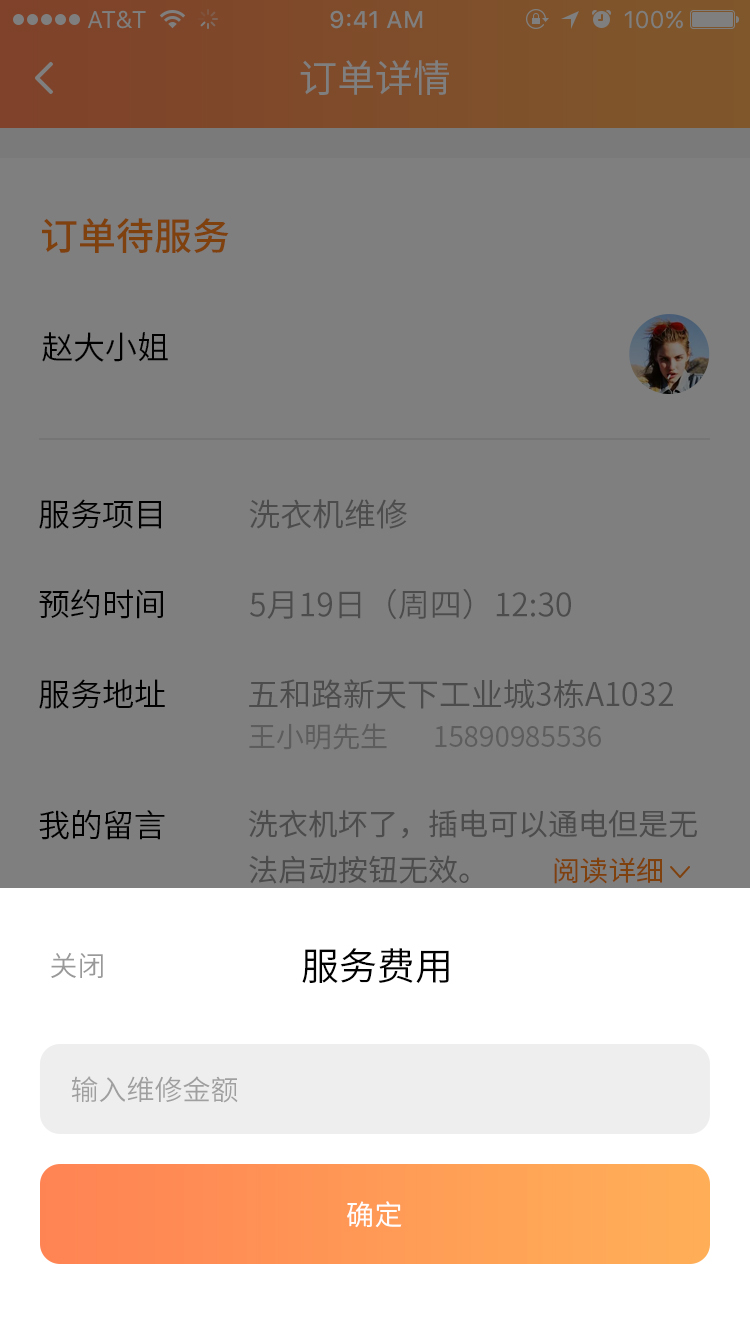 AT&T 9:41 AM 100%
订单详情
订单待服务
赵大小姐
服务项目 洗衣机维修
预约时间 5月19日（周四）12:30
服务地址 五和路新天下工业城3栋A1032
王小明先生 15890985536
我的留言 洗衣机坏了，插电可以通电但是无
法启动按钮无效。 阅读详细
关闭 服务费用
输入维修金额
确定